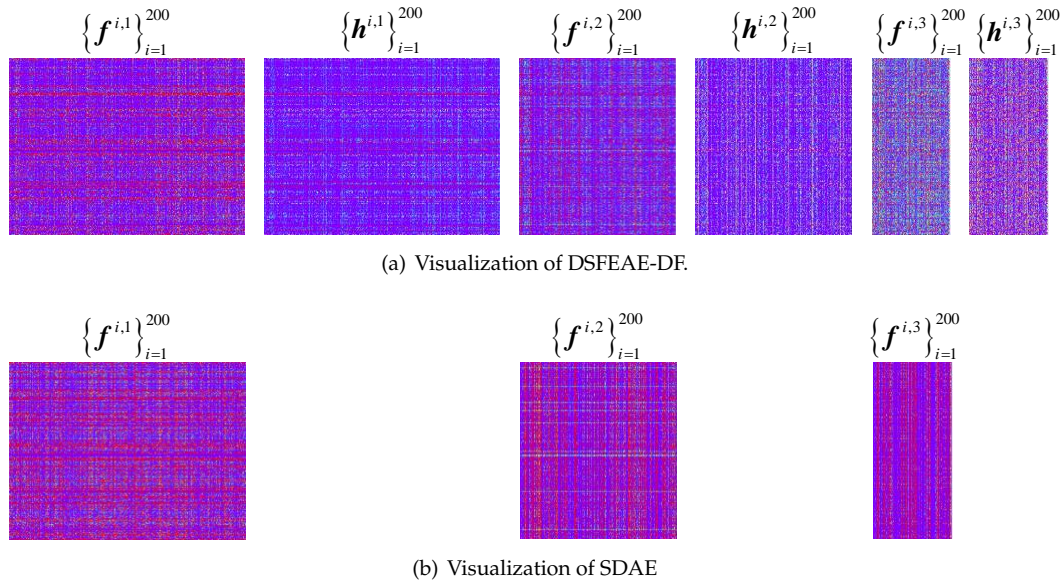 {f^{i,1}}_{i=1}^{200} {h^{i,1}}_{i=1}^{200} {f^{i,2}}_{i=1}^{200} {h^{i,2}}_{i=1}^{200} {f^{i,3}}_{i=1}^{200} {h^{i,3}}_{i=1}^{200}
(a) Visualization of DSFEAE-DF.
{f^{i,1}}_{i=1}^{200} {f^{i,2}}_{i=1}^{200} {f^{i,3}}_{i=1}^{200}
(b) Visualization of SDAE